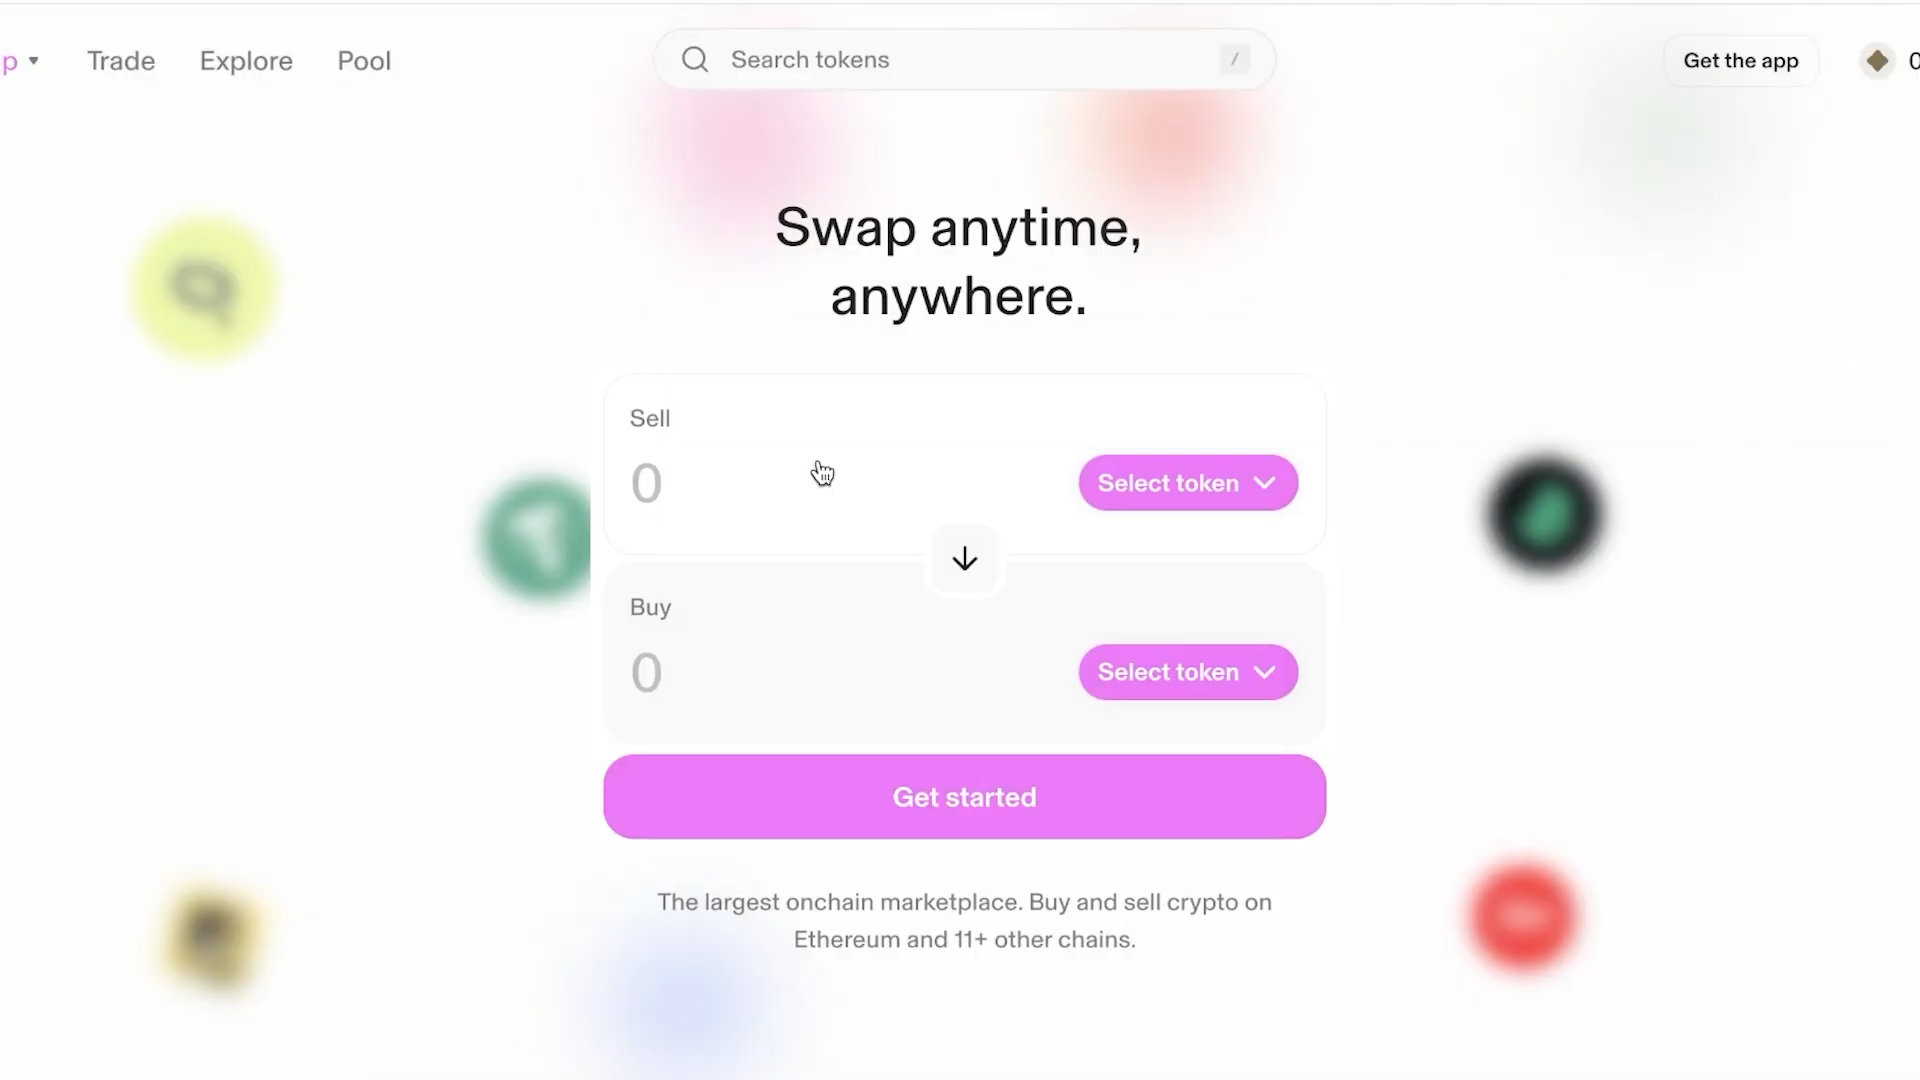 p Trade Explore Pool Search tokens / Get the app 0
Swap anytime,
anywhere.
Sell
0 Select token
Buy
0 Select token
Get started
The largest onchain marketplace. Buy and sell crypto on
Ethereum and 11+ other chains.